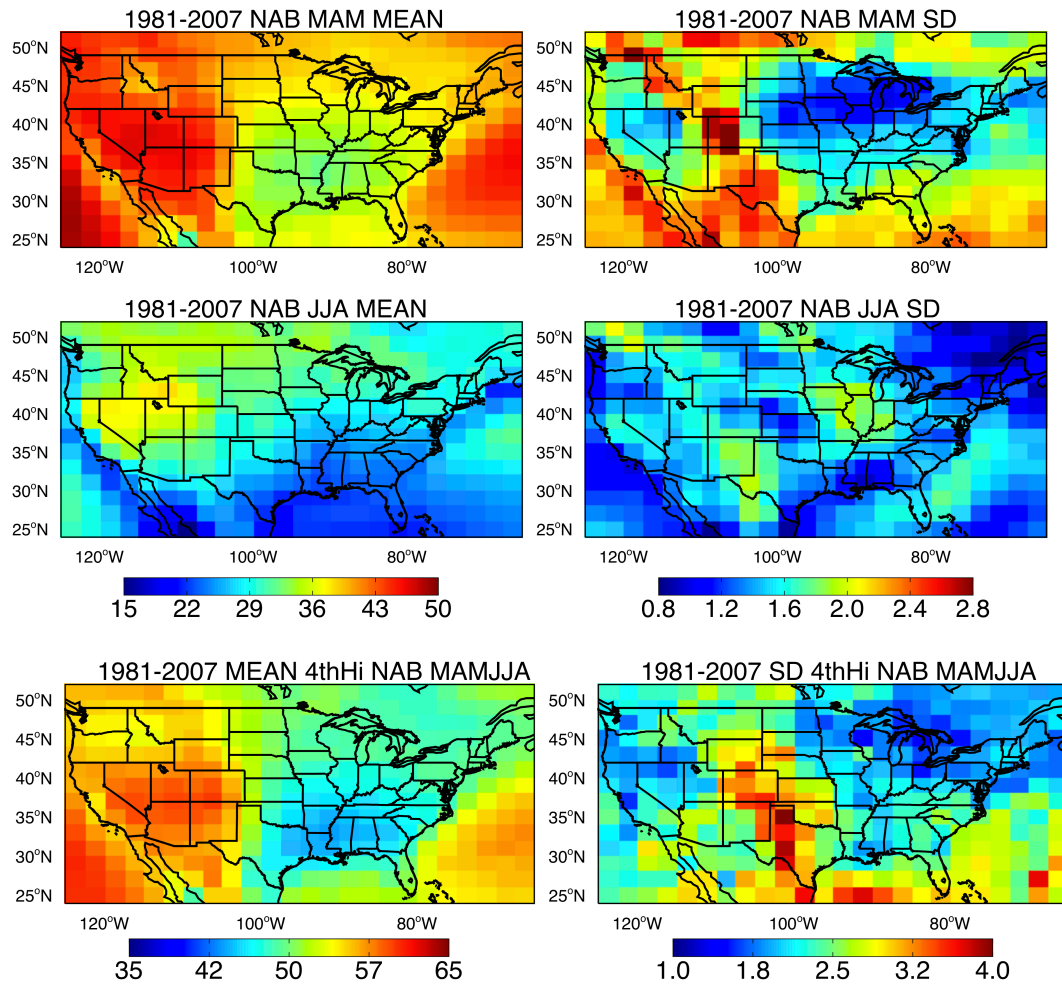 1981-2007 NAB MAM MEAN
1981-2007 NAB MAM SD
50°N
45°N
40°N
35°N
30°N
25°N
120°W 100°W 80°W
50°N
45°N
40°N
35°N
30°N
25°N
120°W 100°W 80°W
1981-2007 NAB JJA MEAN
1981-2007 NAB JJA SD
50°N
45°N
40°N
35°N
30°N
25°N
120°W 100°W 80°W
50°N
45°N
40°N
35°N
30°N
25°N
120°W 100°W 80°W
15 22 29 36 43 50
0.8 1.2 1.6 2.0 2.4 2.8
1981-2007 MEAN 4thHi NAB MAMJJA
1981-2007 SD 4thHi NAB MAMJJA
50°N
45°N
40°N
35°N
30°N
25°N
120°W 100°W 80°W
50°N
45°N
40°N
35°N
30°N
25°N
120°W 100°W 80°W
35 42 50 57 65
1.0 1.8 2.5 3.2 4.0